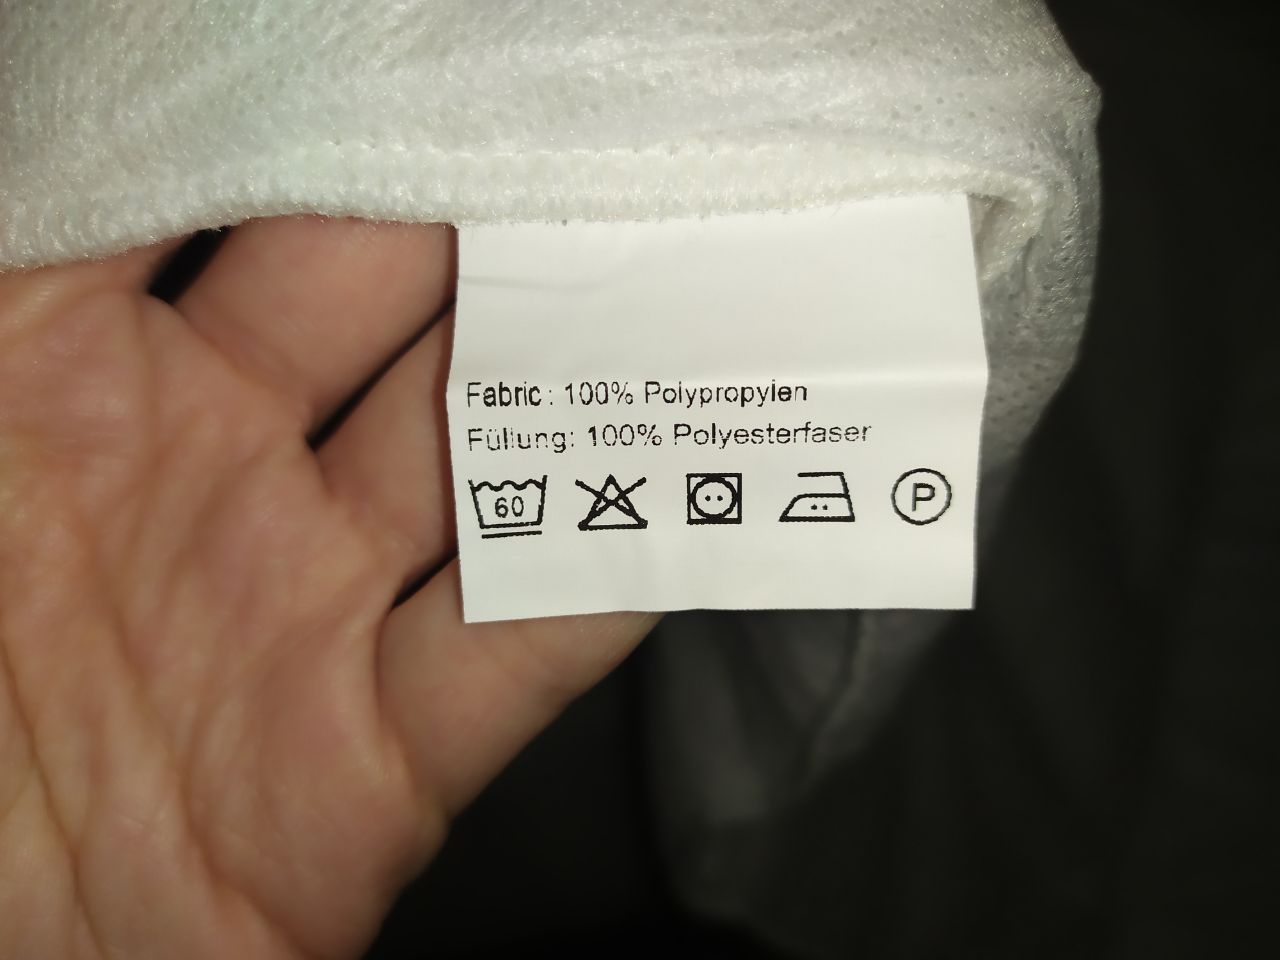 Fabric: 100% Polypropylen
Füllung: 100% Polyesterfaser
60
P